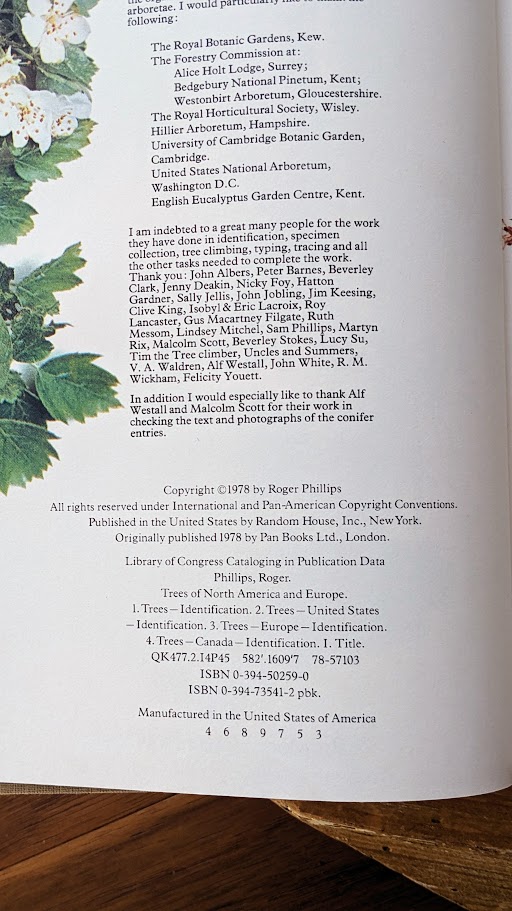 arboretae. I would particularly like to thank the
following:
The Royal Botanic Gardens, Kew.
The Forestry Commission at:
Alice Holt Lodge, Surrey;
Bedgebury National Pinetum, Kent;
Westonbirt Arboretum, Gloucestershire.
The Royal Horticultural Society, Wisley.
Hillier Arboretum, Hampshire.
University of Cambridge Botanic Garden,
Cambridge.
United States National Arboretum,
Washington D.C.
English Eucalyptus Garden Centre, Kent.
I am indebted to a great many people for the work
they have done in identification, specimen
collection, tree climbing, typing, tracing and all
the other tasks needed to complete the work.
Thank you: John Albers, Peter Barnes, Beverley
Clark, Jenny Deakin, Nicky Foy, Hatton
Gardner, Sally Jellis, John Jobling, Jim Keesing,
Clive King, Isobyl & Eric Lacroix, Roy
Lancaster, Gus Macartney Filgate, Ruth
Messom, Lindsey Mitchel, Sam Phillips, Martyn
Rix, Malcolm Scott, Beverley Stokes, Lucy Su,
Tim the Tree climber, Uncles and Summers,
V. A. Waldren, Alf Westall, John White, R. M.
Wickham, Felicity Youett.
In addition I would especially like to thank Alf
Westall and Malcolm Scott for their work in
checking the text and photographs of the conifer
entries.
Copyright ©1978 by Roger Phillips
All rights reserved under International and Pan-American Copyright Conventions.
Published in the United States by Random House, Inc., New York.
Originally published 1978 by Pan Books Ltd., London.
Library of Congress Cataloging in Publication Data
Phillips, Roger.
Trees of North America and Europe.
1. Trees—Identification. 2. Trees—United States
—Identification. 3. Trees—Europe—Identification.
4. Trees—Canada—Identification. I. Title.
QK477.2.I4P45 582'.1609'7 78-57103
ISBN 0-394-50259-0
ISBN 0-394-73541-2 pbk.
Manufactured in the United States of America
4 6 8 9 7 5 3